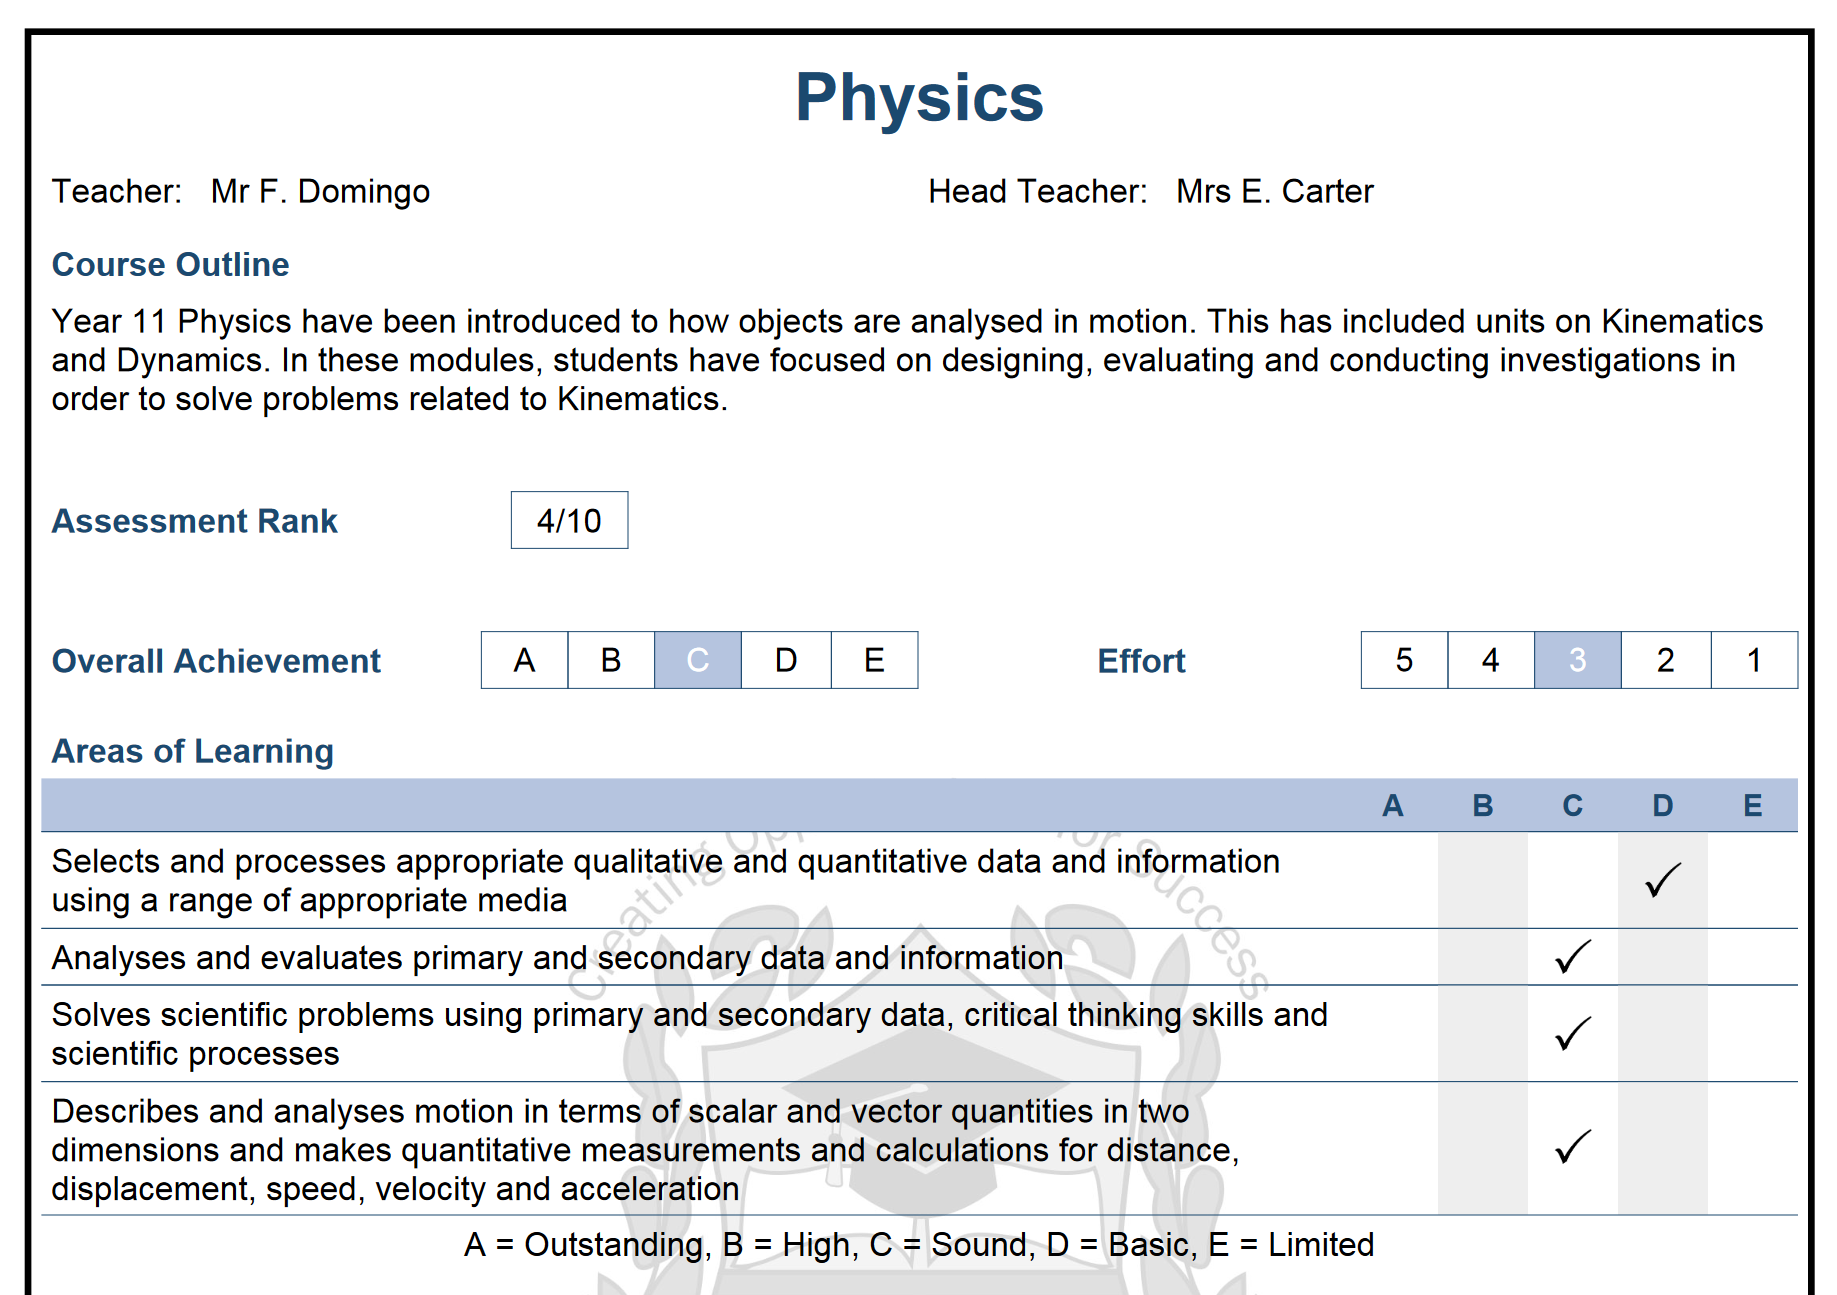 Physics
Teacher: Mr F. Domingo Head Teacher: Mrs E. Carter
Course Outline
Year 11 Physics have been introduced to how objects are analysed in motion. This has included units on Kinematics
and Dynamics. In these modules, students have focused on designing, evaluating and conducting investigations in
order to solve problems related to Kinematics.
Assessment Rank 4/10
Overall Achievement A B C D E Effort 5 4 3 2 1
Areas of Learning
A B C D E
Selects and processes appropriate qualitative and quantitative data and information
using a range of appropriate media ✓
Analyses and evaluates primary and secondary data and information ✓
Solves scientific problems using primary and secondary data, critical thinking skills and
scientific processes ✓
Describes and analyses motion in terms of scalar and vector quantities in two
dimensions and makes quantitative measurements and calculations for distance,
displacement, speed, velocity and acceleration ✓
A = Outstanding, B = High, C = Sound, D = Basic, E = Limited
Creating for Success